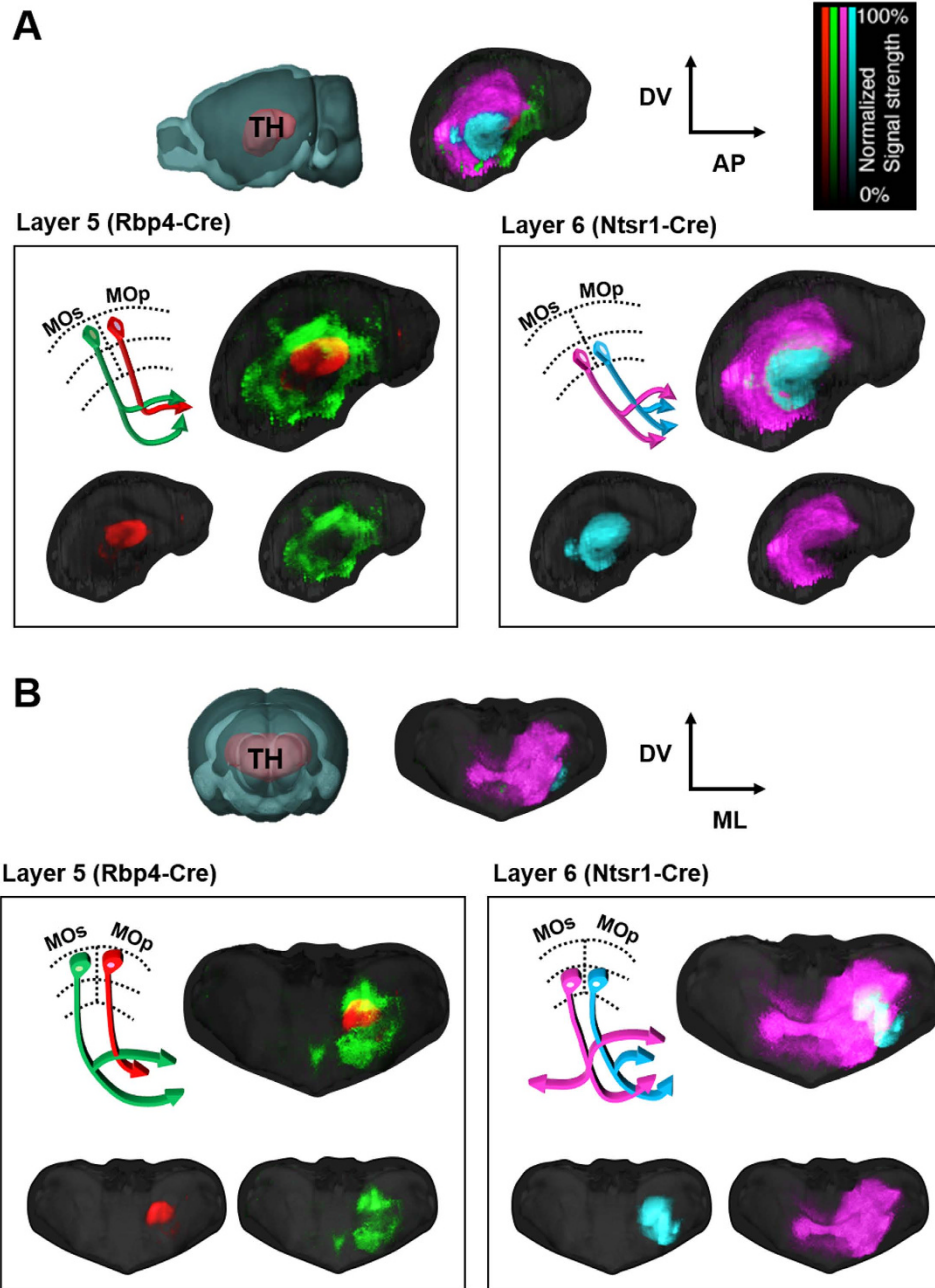 A
TH
DV
AP
100%
Normalized
Signal strength
0%
Layer 5 (Rbp4-Cre)
MOs
MOp
Layer 6 (Ntsr1-Cre)
MOs
MOp
B
TH
DV
ML
Layer 5 (Rbp4-Cre)
MOs
MOp
Layer 6 (Ntsr1-Cre)
MOs
MOp